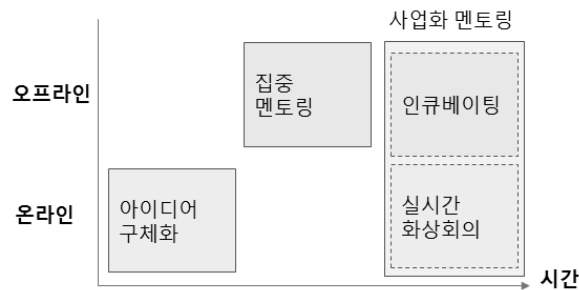 사업화 멘토링
오프라인
집중
멘토링
인큐베이팅
온라인
아이디어
구체화
실시간
화상회의
시간